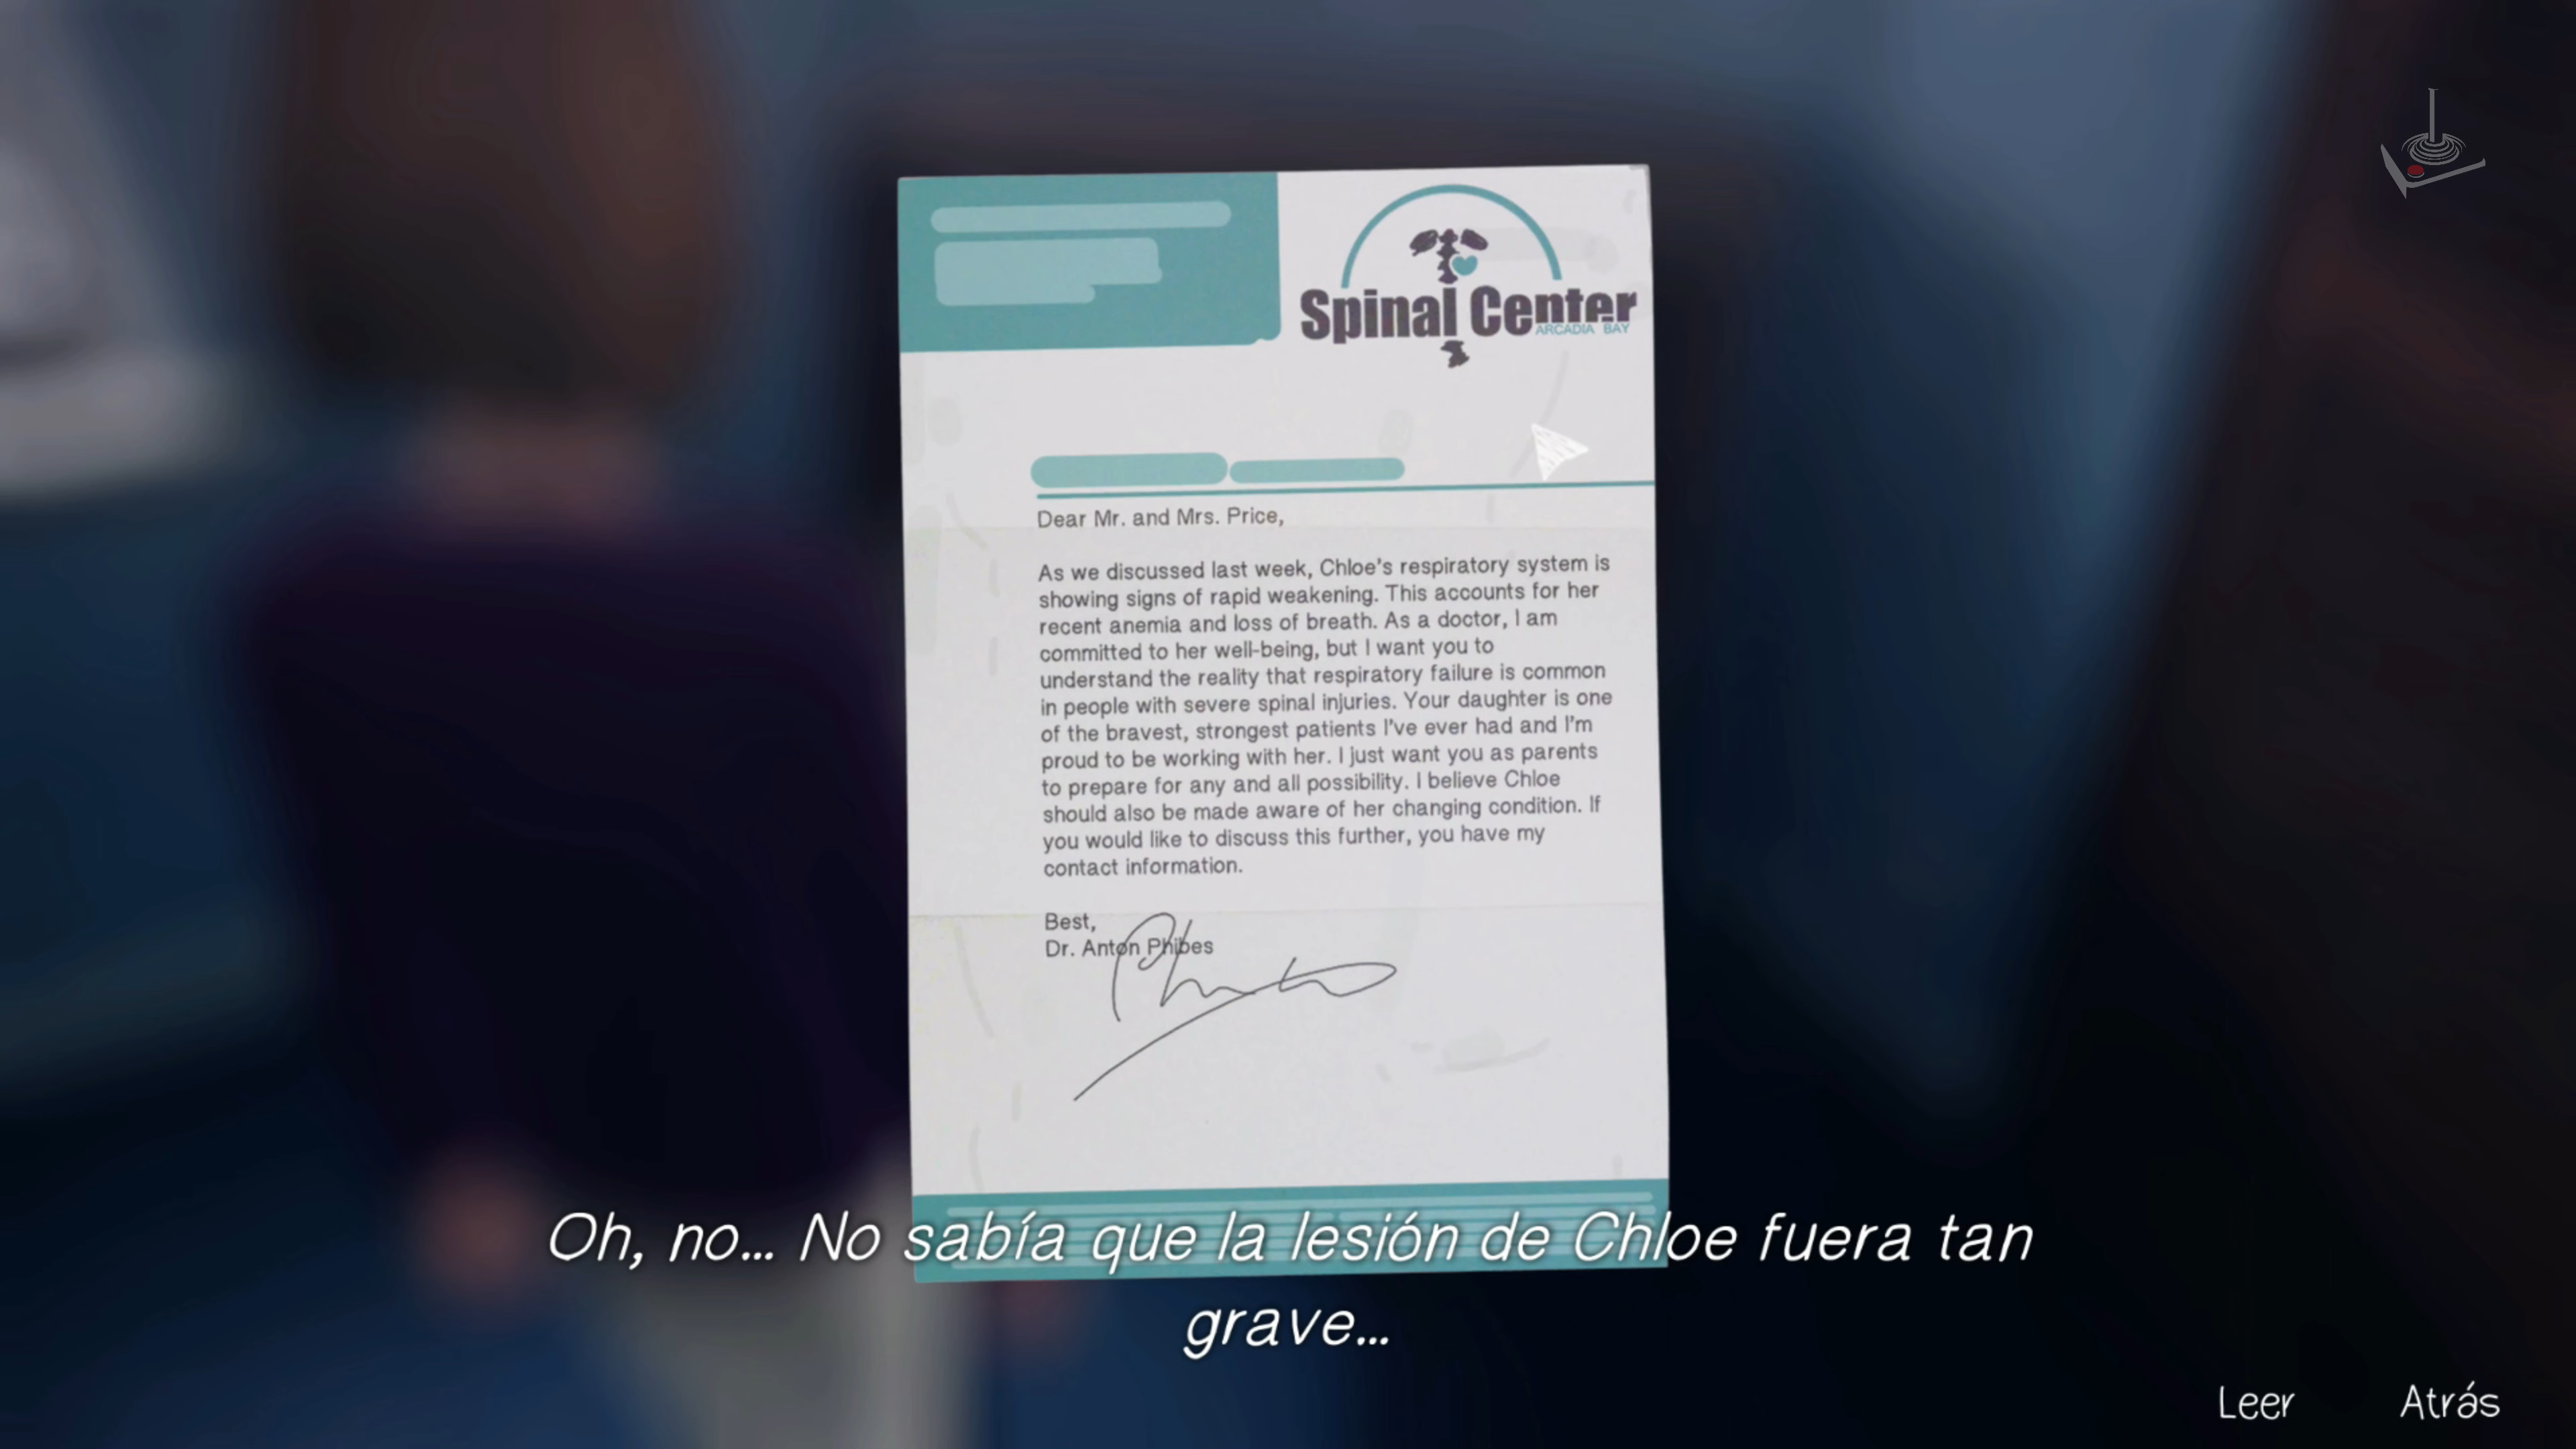 Spinal Center
ARCADIA BAY
Dear Mr. and Mrs. Price,
As we discussed last week, Chloe's respiratory system is
showing signs of rapid weakening. This accounts for her
recent anemia and loss of breath. As a doctor, I am
committed to her well-being, but I want you to
understand the reality that respiratory failure is common
in people with severe spinal injuries. Your daughter is one
of the bravest, strongest patients I've ever had and I'm
proud to be working with her. I just want you as parents
to prepare for any and all possibility. I believe Chloe
should also be made aware of her changing condition. If
you would like to discuss this further, you have my
contact information.
Best,
Dr. Anton Phibes
Oh, no... No sabía que la lesión de Chloe fuera tan
grave...
Leer Atrás